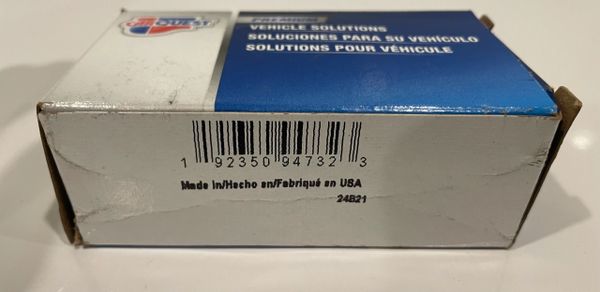 CARQUEST
PREMIUM
VEHICLE SOLUTIONS
SOLUCIONES PARA SU VEHÍCULO
SOLUTIONS POUR VÉHICULE
1 92350 94732 3
Made in/Hecho en/Fabriqué en USA
24B21